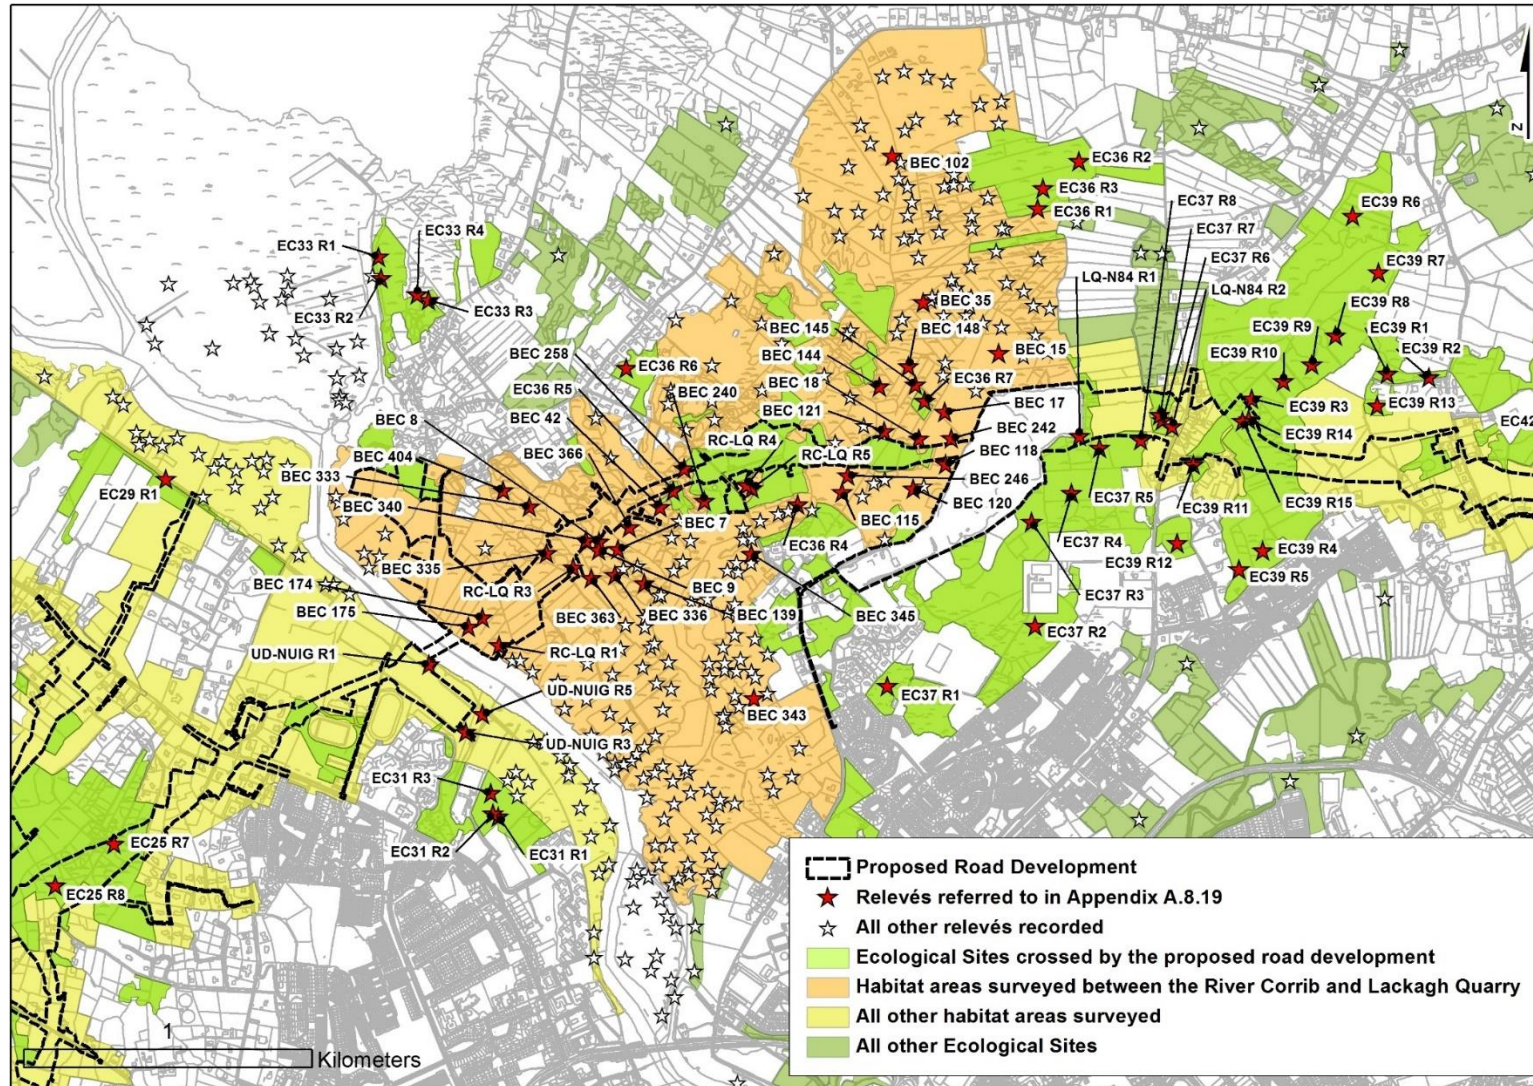 N
BEC 102
EC36 R2
EC36 R3
EC36 R1
EC37 R8
EC37 R7
EC37 R6
LQ-N84 R2
LQ-N84 R1
EC39 R6
EC39 R7
EC39 R8
EC39 R9
EC39 R1
EC39 R2
EC39 R10
EC39 R13
EC39 R3
EC39 R14
EC42
EC33 R1
EC33 R4
EC33 R2
EC33 R3
BEC 35
BEC 145
BEC 148
BEC 144
BEC 15
BEC 258
EC36 R6
BEC 18
EC36 R7
EC36 R5
BEC 240
BEC 121
BEC 17
BEC 8
BEC 42
RC-LQ R4
BEC 242
BEC 404
BEC 366
RC-LQ R5
BEC 118
BEC 333
BEC 246
EC29 R1
BEC 340
BEC 7
BEC 115
BEC 120
EC37 R5
EC39 R11
EC39 R15
EC36 R4
EC37 R4
EC39 R12
EC39 R4
EC39 R5
BEC 335
BEC 174
RC-LQ R3
BEC 9
EC37 R3
BEC 175
BEC 363
BEC 336
BEC 139
BEC 345
EC37 R2
UD-NUIG R1
RC-LQ R1
UD-NUIG R5
BEC 343
EC37 R1
UD-NUIG R3
EC31 R3
EC31 R2
EC31 R1
EC25 R7
EC25 R8
1
Kilometers
Proposed Road Development
Relevés referred to in Appendix A.8.19
All other relevés recorded
Ecological Sites crossed by the proposed road development
Habitat areas surveyed between the River Corrib and Lackagh Quarry
All other habitat areas surveyed
All other Ecological Sites